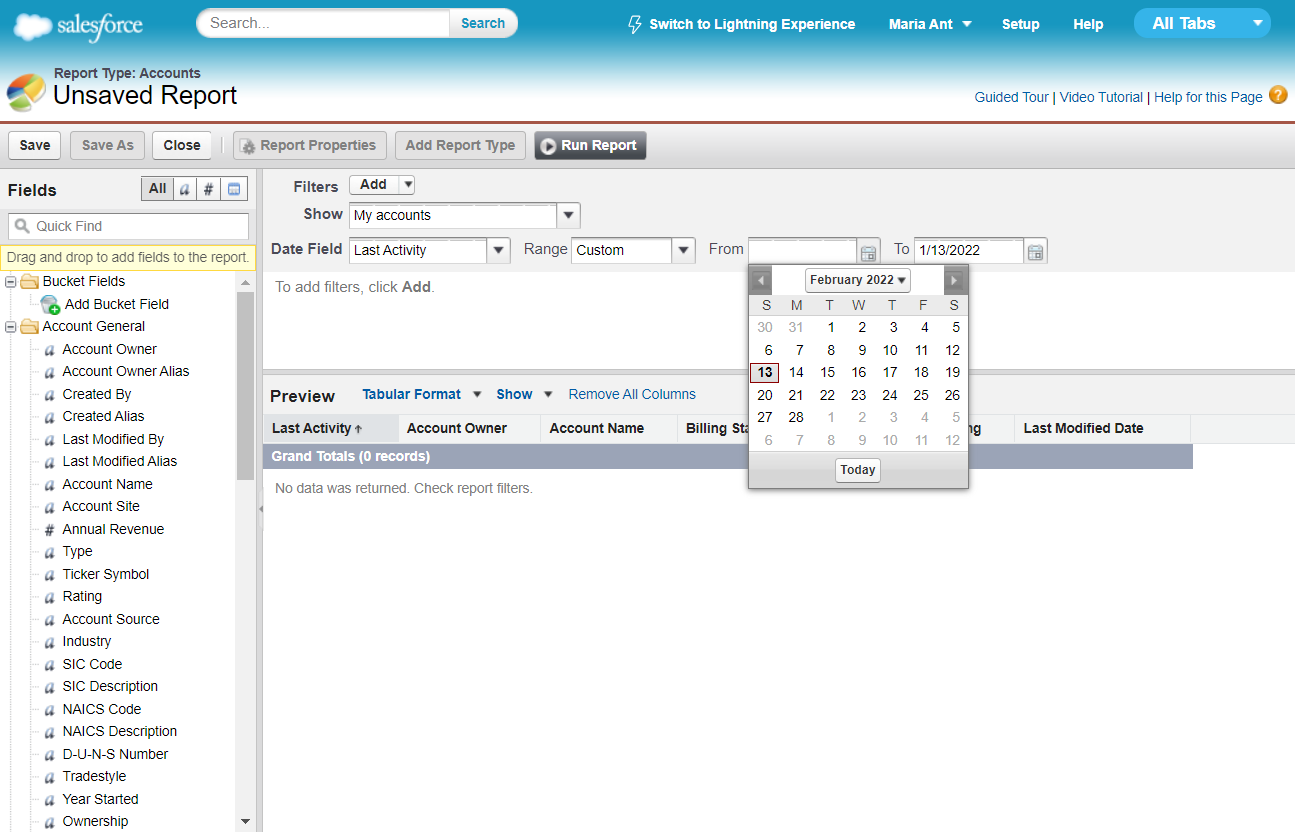 salesforce
Search...
Search
Switch to Lightning Experience
Maria Ant
Setup
Help
All Tabs
Report Type: Accounts
Unsaved Report
Guided Tour | Video Tutorial | Help for this Page ?
Save
Save As
Close
Report Properties
Add Report Type
Run Report
Fields
All
a
#
Quick Find
Drag and drop to add fields to the report.
Bucket Fields
Add Bucket Field
Account General
a Account Owner
a Account Owner Alias
a Created By
a Created Alias
a Last Modified By
a Last Modified Alias
a Account Name
a Account Site
# Annual Revenue
a Type
a Ticker Symbol
a Rating
a Account Source
a Industry
a SIC Code
a SIC Description
a NAICS Code
a NAICS Description
a D-U-N-S Number
a Tradestyle
a Year Started
a Ownership
Filters Add
Show My accounts
Date Field Last Activity Range Custom From To 1/13/2022
To add filters, click Add.
February 2022
S M T W T F S
30 31 1 2 3 4 5
6 7 8 9 10 11 12
13 14 15 16 17 18 19
20 21 22 23 24 25 26
27 28 1 2 3 4 5
6 7 8 9 10 11 12
Today
Preview Tabular Format Show Remove All Columns
Last Activity ↑ Account Owner Account Name Billing Last Modified Date
Grand Totals (0 records)
No data was returned. Check report filters.